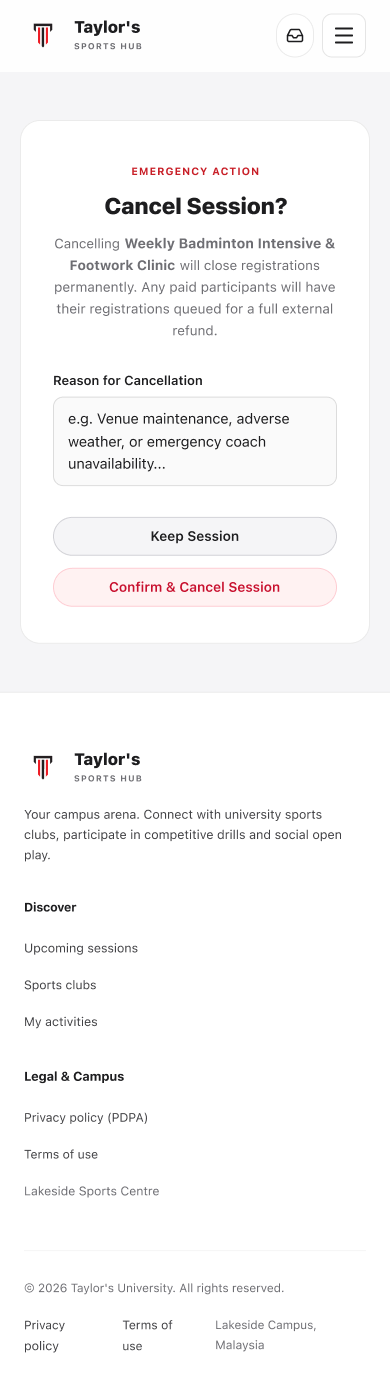 Taylor's
SPORTS HUB
EMERGENCY ACTION
Cancel Session?
Cancelling Weekly Badminton Intensive &
Footwork Clinic will close registrations
permanently. Any paid participants will have
their registrations queued for a full external
refund.
Reason for Cancellation
e.g. Venue maintenance, adverse
weather, or emergency coach
unavailability...
Keep Session
Confirm & Cancel Session
Taylor's
SPORTS HUB
Your campus arena. Connect with university sports
clubs, participate in competitive drills and social open
play.
Discover
Upcoming sessions
Sports clubs
My activities
Legal & Campus
Privacy policy (PDPA)
Terms of use
Lakeside Sports Centre
© 2026 Taylor's University. All rights reserved.
Privacy policy
Terms of use
Lakeside Campus, Malaysia